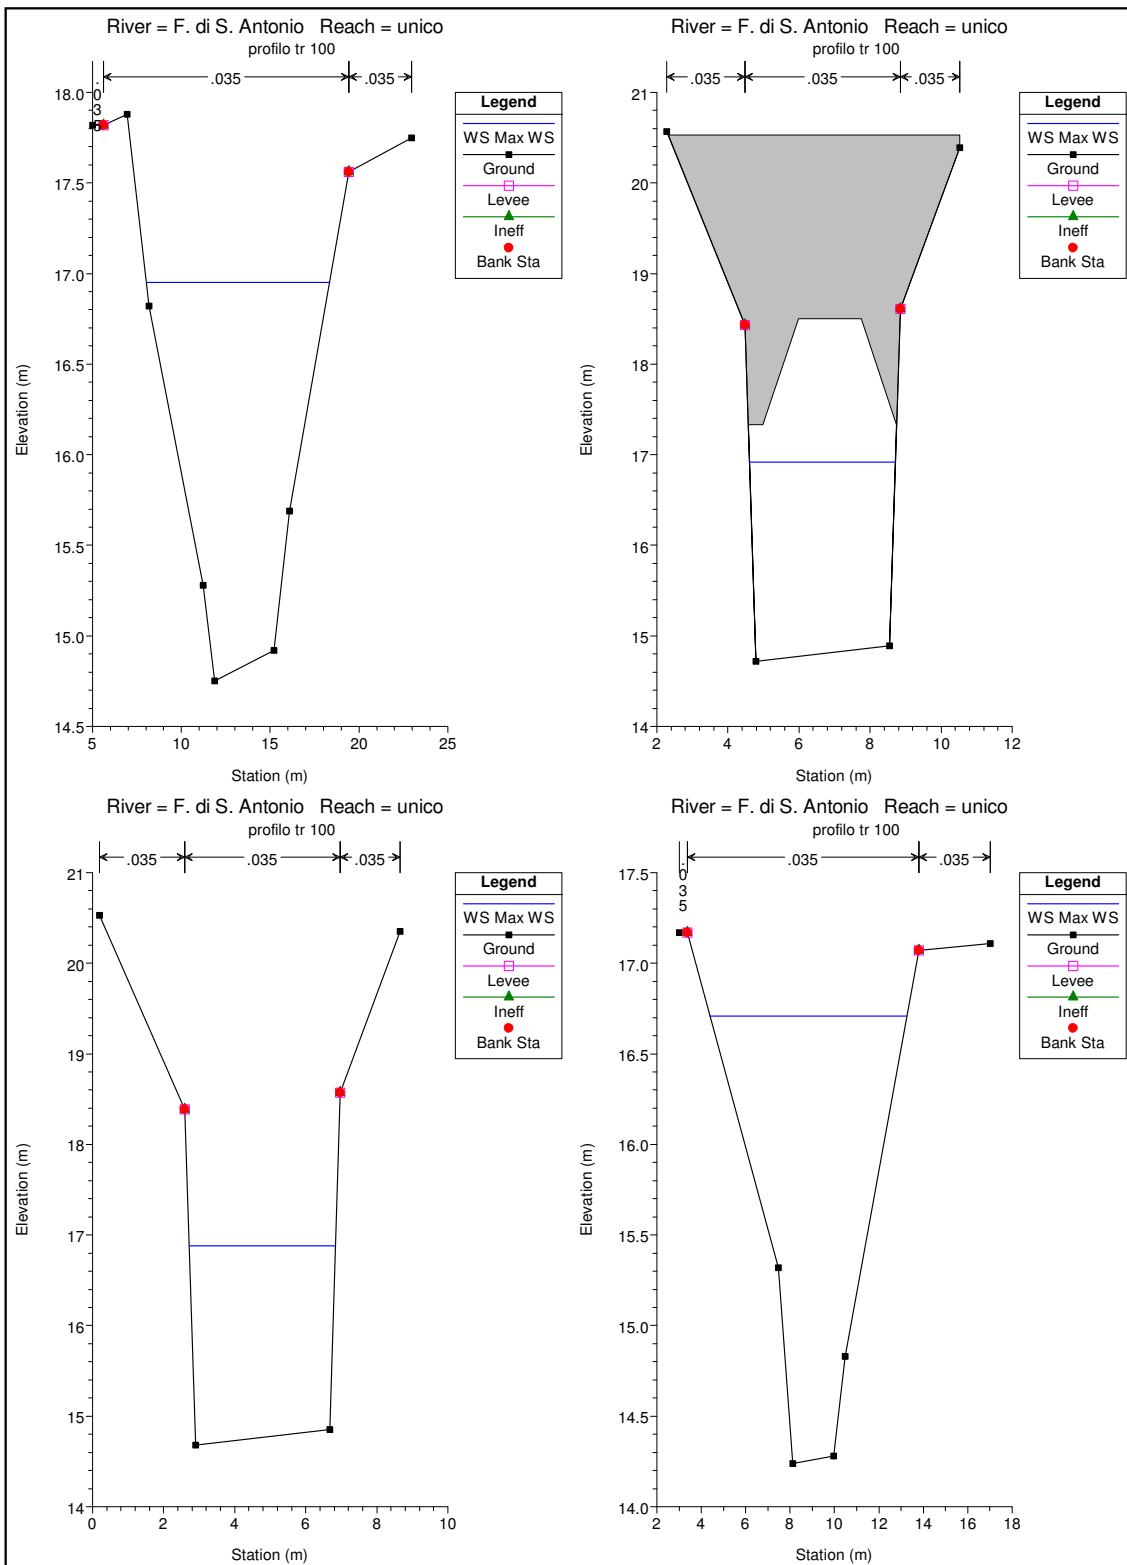 River = F. di S. Antonio Reach = unico
profilo tr 100
.035
.035
.035
18.0
17.5
17.0
16.5
16.0
15.5
15.0
14.5
5
10
15
20
25
Elevation (m)
Station (m)
Legend
WS Max WS
Ground
Levee
Ineff
Bank Sta
River = F. di S. Antonio Reach = unico
profilo tr 100
.035
.035
.035
21
20
19
18
17
16
15
14
2
4
6
8
10
12
Elevation (m)
Station (m)
Legend
WS Max WS
Ground
Levee
Ineff
Bank Sta
River = F. di S. Antonio Reach = unico
profilo tr 100
.035
.035
.035
21
20
19
18
17
16
15
14
0
2
4
6
8
10
Elevation (m)
Station (m)
Legend
WS Max WS
Ground
Levee
Ineff
Bank Sta
River = F. di S. Antonio Reach = unico
profilo tr 100
.035
.035
.035
17.5
17.0
16.5
16.0
15.5
15.0
14.5
14.0
2
4
6
8
10
12
14
16
18
Elevation (m)
Station (m)
Legend
WS Max WS
Ground
Levee
Ineff
Bank Sta